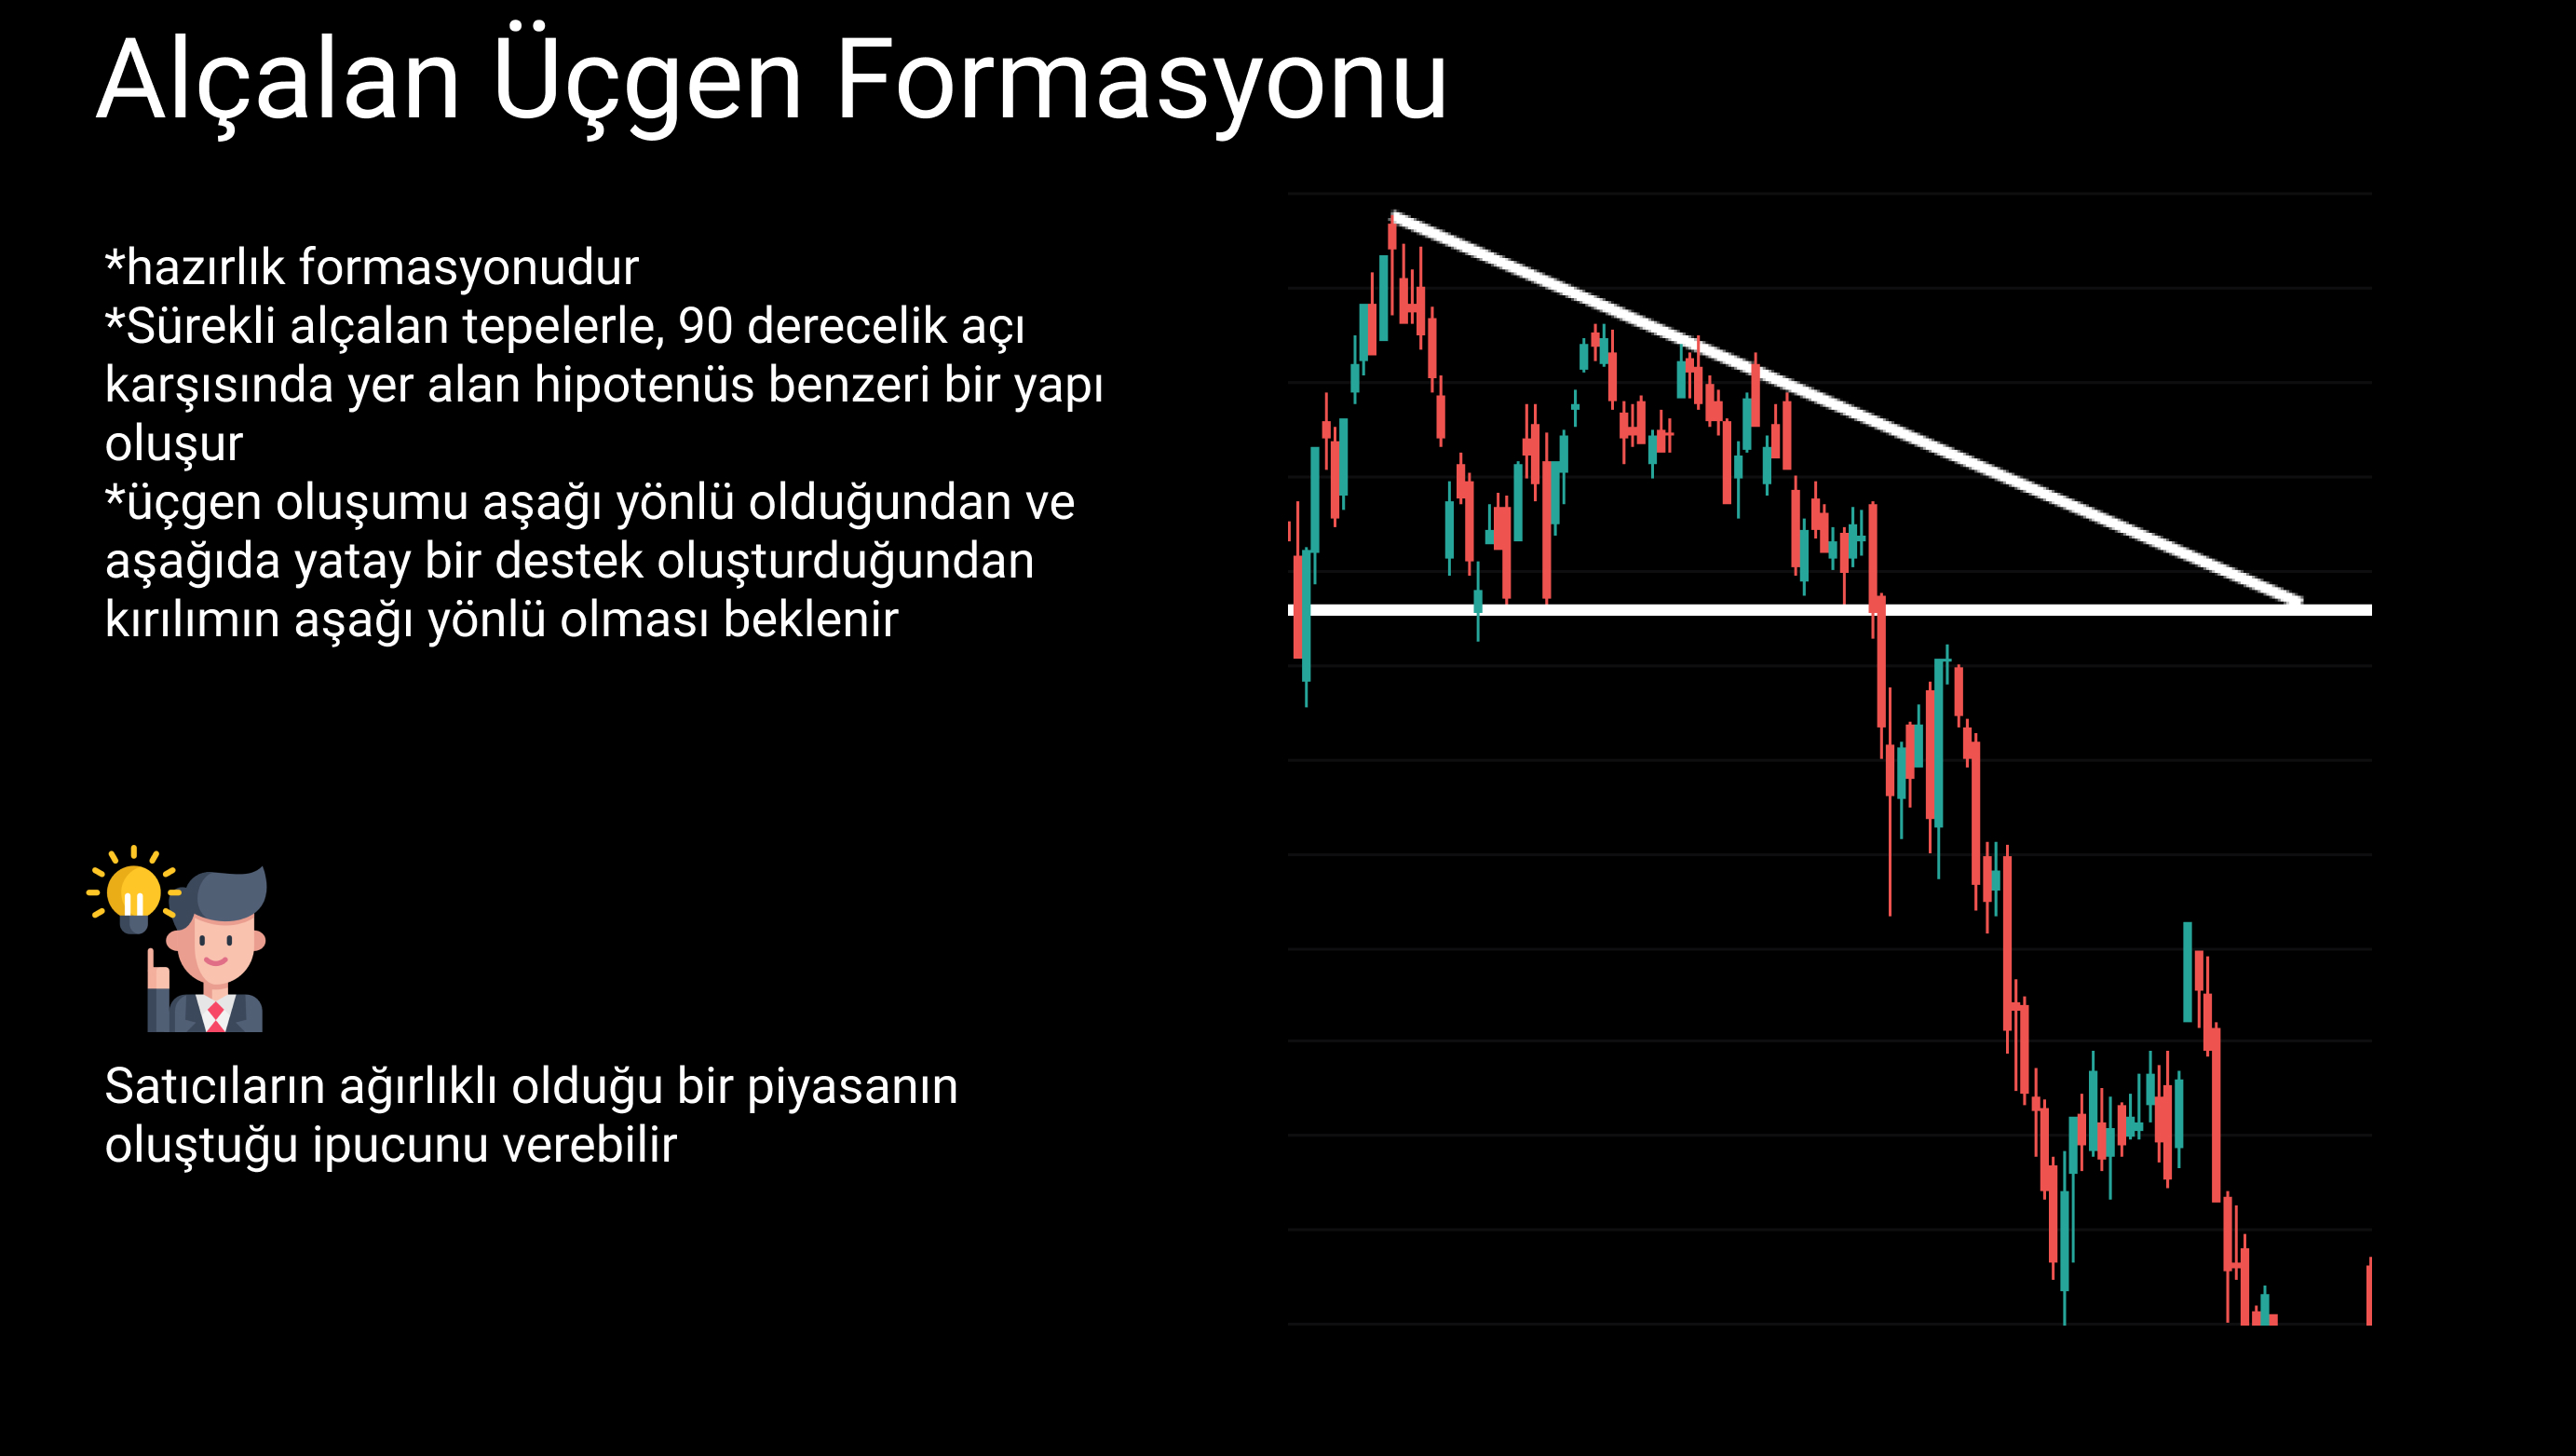 Alçalan Üçgen Formasyonu
*hazırlık formasyonudur
*Sürekli alçalan tepelerle, 90 derecelik açı
karşısında yer alan hipotenüs benzeri bir yapı
oluşur
*üçgen oluşumu aşağı yönlü olduğundan ve
aşağıda yatay bir destek oluşturduğundan
kırılımın aşağı yönlü olması beklenir
Satıcıların ağırlıklı olduğu bir piyasanın
oluştuğu ipucunu verebilir